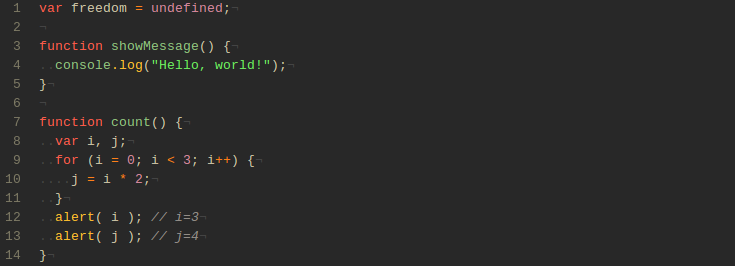 1 var freedom = undefined;¬
2 ¬
3 function showMessage() {¬
4 ..console.log("Hello, world!");¬
5 }¬
6 ¬
7 function count() {¬
8 ..var i, j;¬
9 ..for (i = 0; i < 3; i++) {¬
10 ....j = i * 2;¬
11 ..}¬
12 ..alert( i ); // i=3¬
13 ..alert( j ); // j=4¬
14 }¬